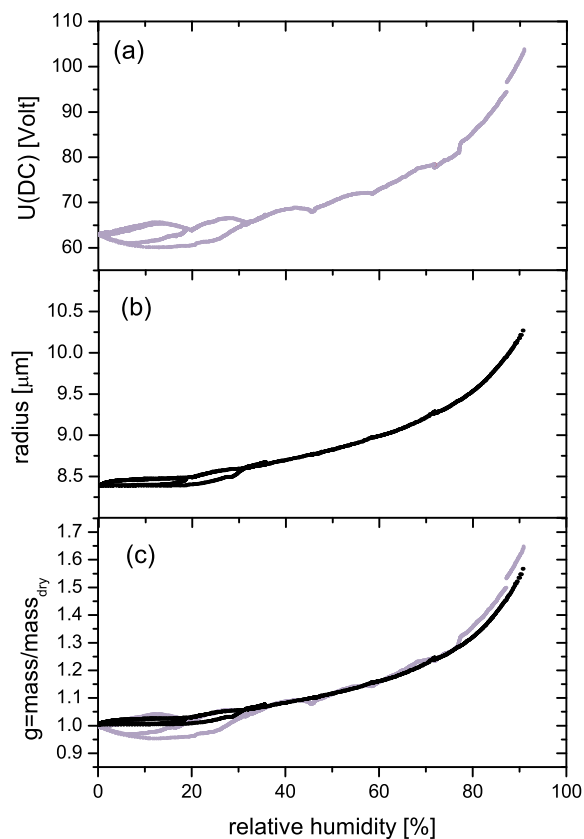 (a)
U(DC) [Volt]
110
100
90
80
70
60
(b)
radius [μm]
10.5
10.0
9.5
9.0
8.5
(c)
g=mass/mass_dry
1.7
1.6
1.5
1.4
1.3
1.2
1.1
1.0
0.9
0 20 40 60 80 100
relative humidity [%]